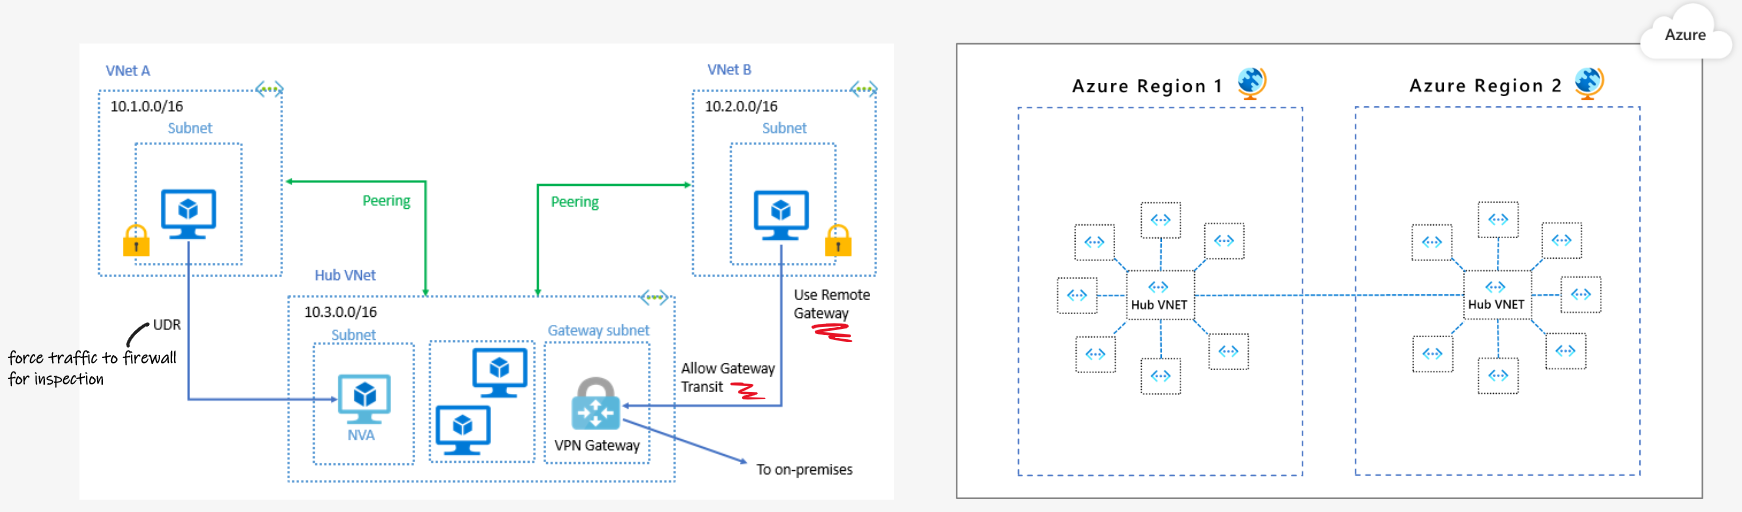 VNet A
10.1.0.0/16
Subnet
VNet B
10.2.0.0/16
Subnet
Peering
Peering
Hub VNet
10.3.0.0/16
Subnet
NVA
Gateway subnet
VPN Gateway
UDR
force traffic to firewall
for inspection
Use Remote
Gateway
Allow Gateway
Transit
To on-premises
Azure
Azure Region 1
Hub VNET
Azure Region 2
Hub VNET